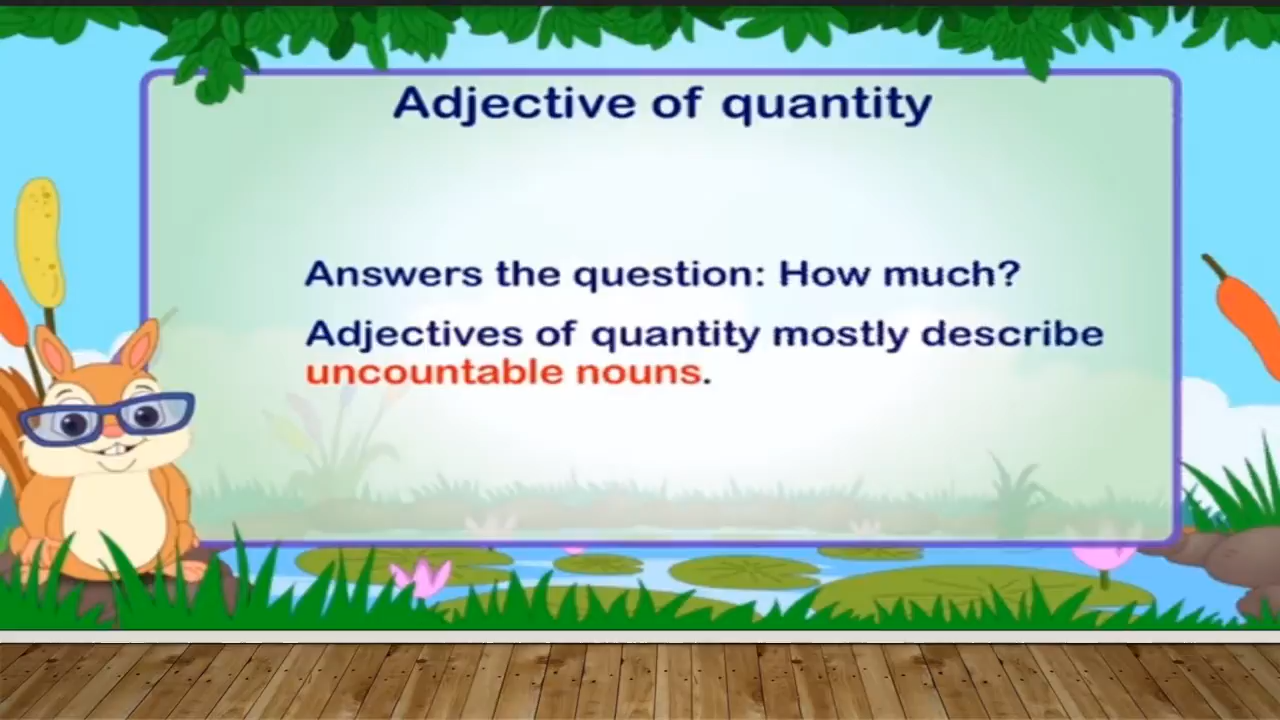 Adjective of quantity
Answers the question: How much?
Adjectives of quantity mostly describe
uncountable nouns.